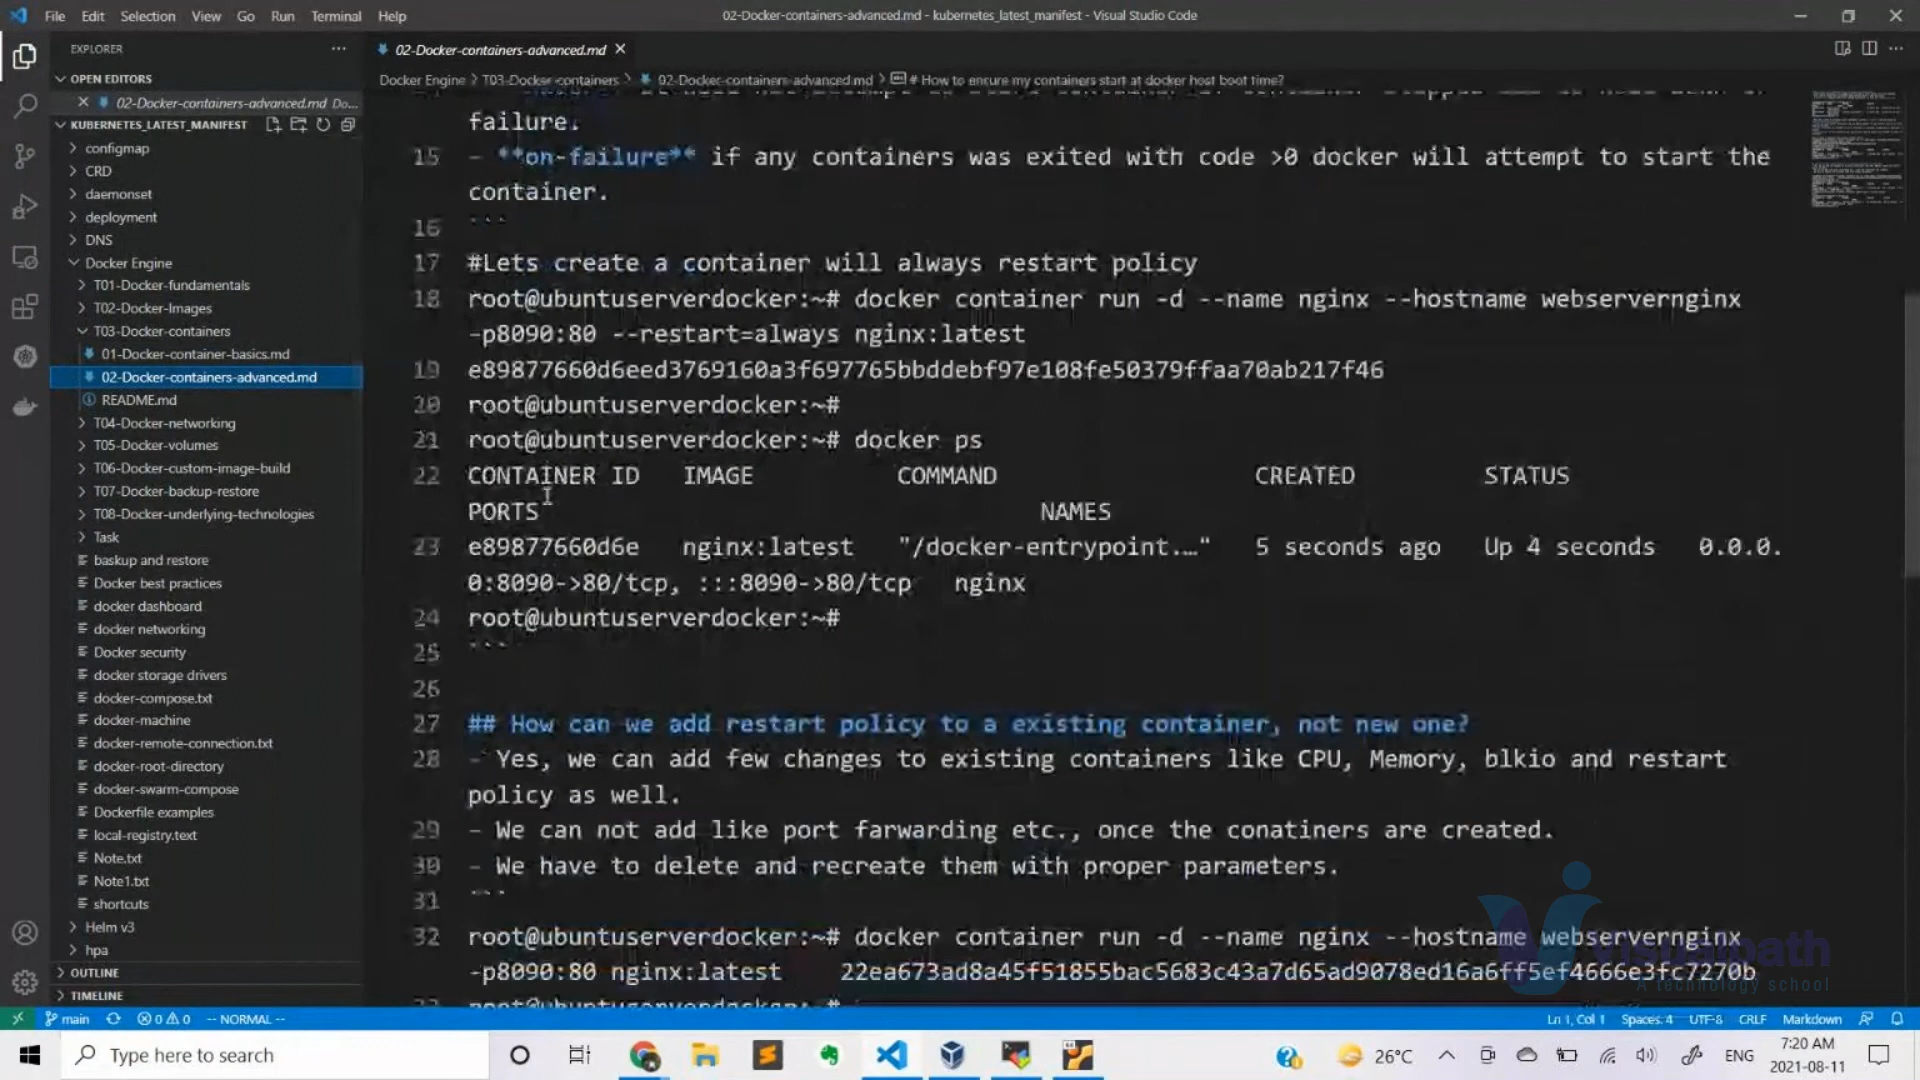 File Edit Selection View Go Run Terminal Help
02-Docker-containers-advanced.md - kubernetes_latest_manifest - Visual Studio Code
EXPLORER
OPEN EDITORS
02-Docker-containers-advanced.md Do...
KUBERNETES_LATEST_MANIFEST
configmap
CRD
daemonset
deployment
DNS
Docker Engine
T01-Docker-fundamentals
T02-Docker-Images
T03-Docker-containers
01-Docker-container-basics.md
02-Docker-containers-advanced.md
README.md
T04-Docker-networking
T05-Docker-volumes
T06-Docker-custom-image-build
T07-Docker-backup-restore
T08-Docker-underlying-technologies
Task
baskup and restore
Docker best practices
docker dashboard
docker networking
Docker security
docker storage drivers
docker-compose.txt
docker-machine
docker-remote-connection.txt
docker-root-directory
docker-swarm-compose
Dockerfile examples
local-registry.text
Note.txt
Note1.txt
shortcuts
Helm v3
hpa
OUTLINE
TIMELINE
02-Docker-containers-advanced.md
Docker Engine > T03-Docker-containers > 02-Docker-containers-advanced.md > # How to encure my containers start at docker host boot time?
failure.
15 - **on-failure** if any containers was exited with code >0 docker will attempt to start the
container.
16 ```
17 #Lets create a container will always restart policy
18 root@ubuntuserverdocker:~# docker container run -d --name nginx --hostname webservernginx
-p8090:80 --restart=always nginx:latest
19 e89877660d6eed3769160a3f697765bbddebf97e108fe50379ffaa70ab217f46
20 root@ubuntuserverdocker:~#
21 root@ubuntuserverdocker:~# docker ps
22 CONTAINER ID IMAGE COMMAND CREATED STATUS
PORTS NAMES
23 e89877660d6e nginx:latest "/docker-entrypoint.…" 5 seconds ago Up 4 seconds 0.0.0.
0:8090->80/tcp, :::8090->80/tcp nginx
24 root@ubuntuserverdocker:~#
25 ```
26
27 ## How can we add restart policy to a existing container, not new one?
28 - Yes, we can add few changes to existing containers like CPU, Memory, blkio and restart
policy as well.
29 - We can not add like port farwarding etc., once the conatiners are created.
30 - We have to delete and recreate them with proper parameters.
31 ```
32 root@ubuntuserverdocker:~# docker container run -d --name nginx --hostname webservernginx
-p8090:80 nginx:latest 22ea673ad8a45f51855bac5683c43a7d65ad9078ed16a6ff5ef4666e3fc7270b
33 root@ubuntuserverdocker:~#
visualpath
A technology school
main 0 0 -- NORMAL --
Ln 1, Col 1 Spaces: 4 UTF-8 CRLF Markdown
Type here to search
26°C ENG
7:20 AM
2021-08-11